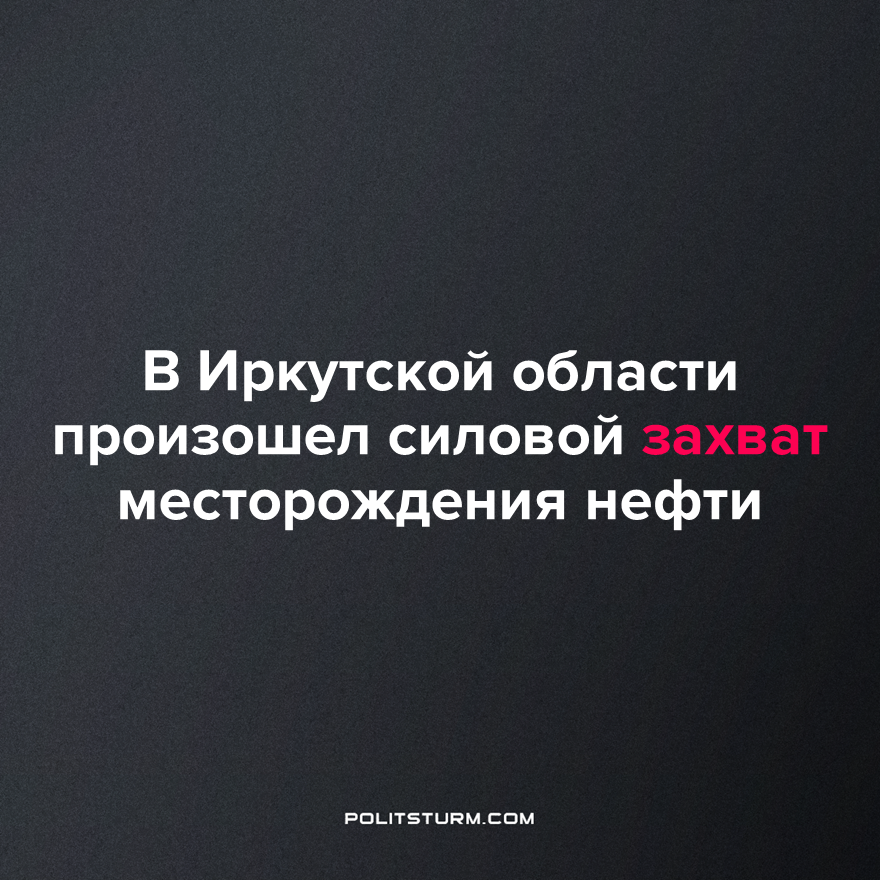 В Иркутской области
произошел силовой захват
месторождения нефти
POLITSTURM.COM